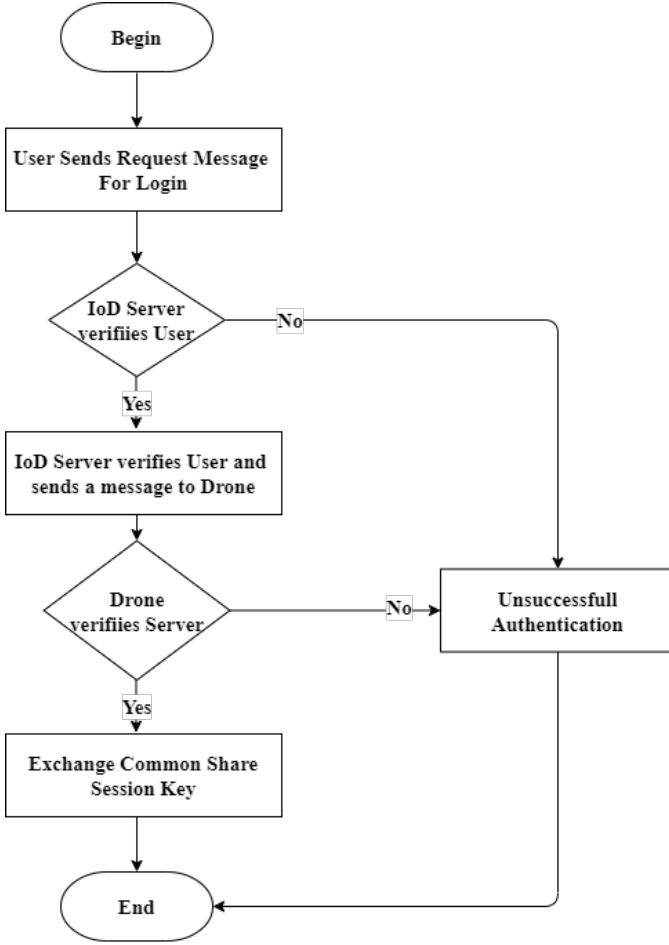 Begin
User Sends Request Message
For Login
IoD Server
verifiies User
No
Yes
IoD Server verifies User and
sends a message to Drone
Drone
verifiies Server
No
Unsuccessfull
Authentication
Yes
Exchange Common Share
Session Key
End